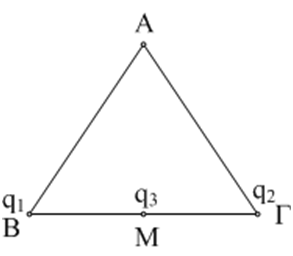 A
q₁ q₃ q₂
B M Γ